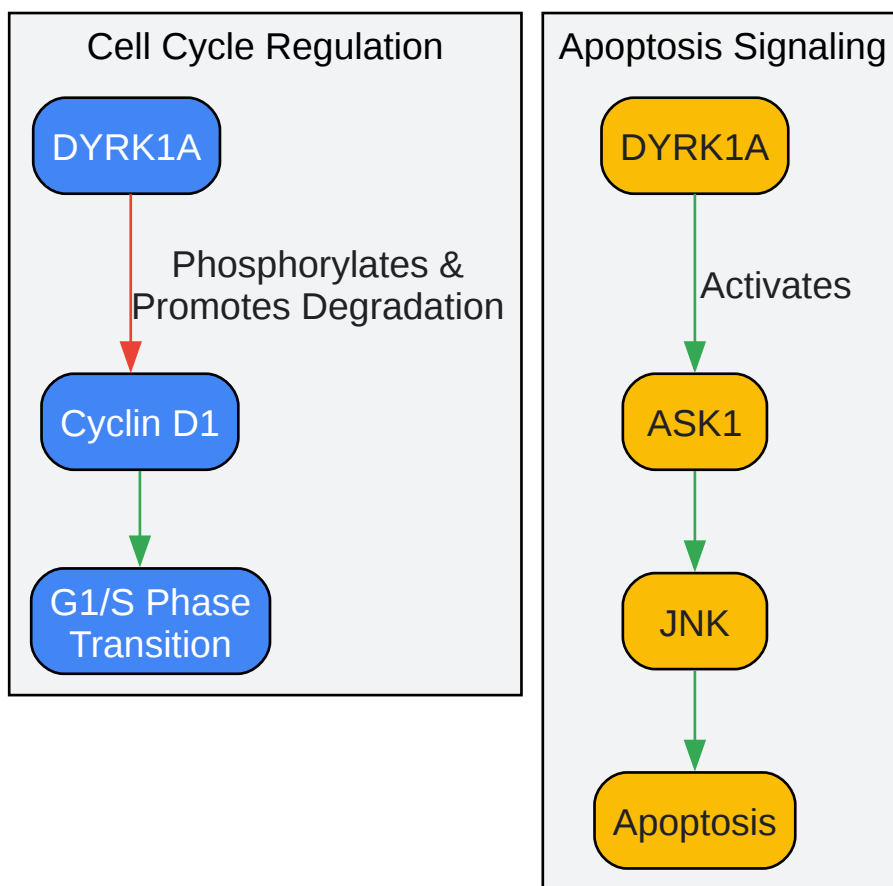 Cell Cycle Regulation
DYRK1A
Phosphorylates &
Promotes Degradation
Cyclin D1
G1/S Phase
Transition
Apoptosis Signaling
DYRK1A
Activates
ASK1
JNK
Apoptosis